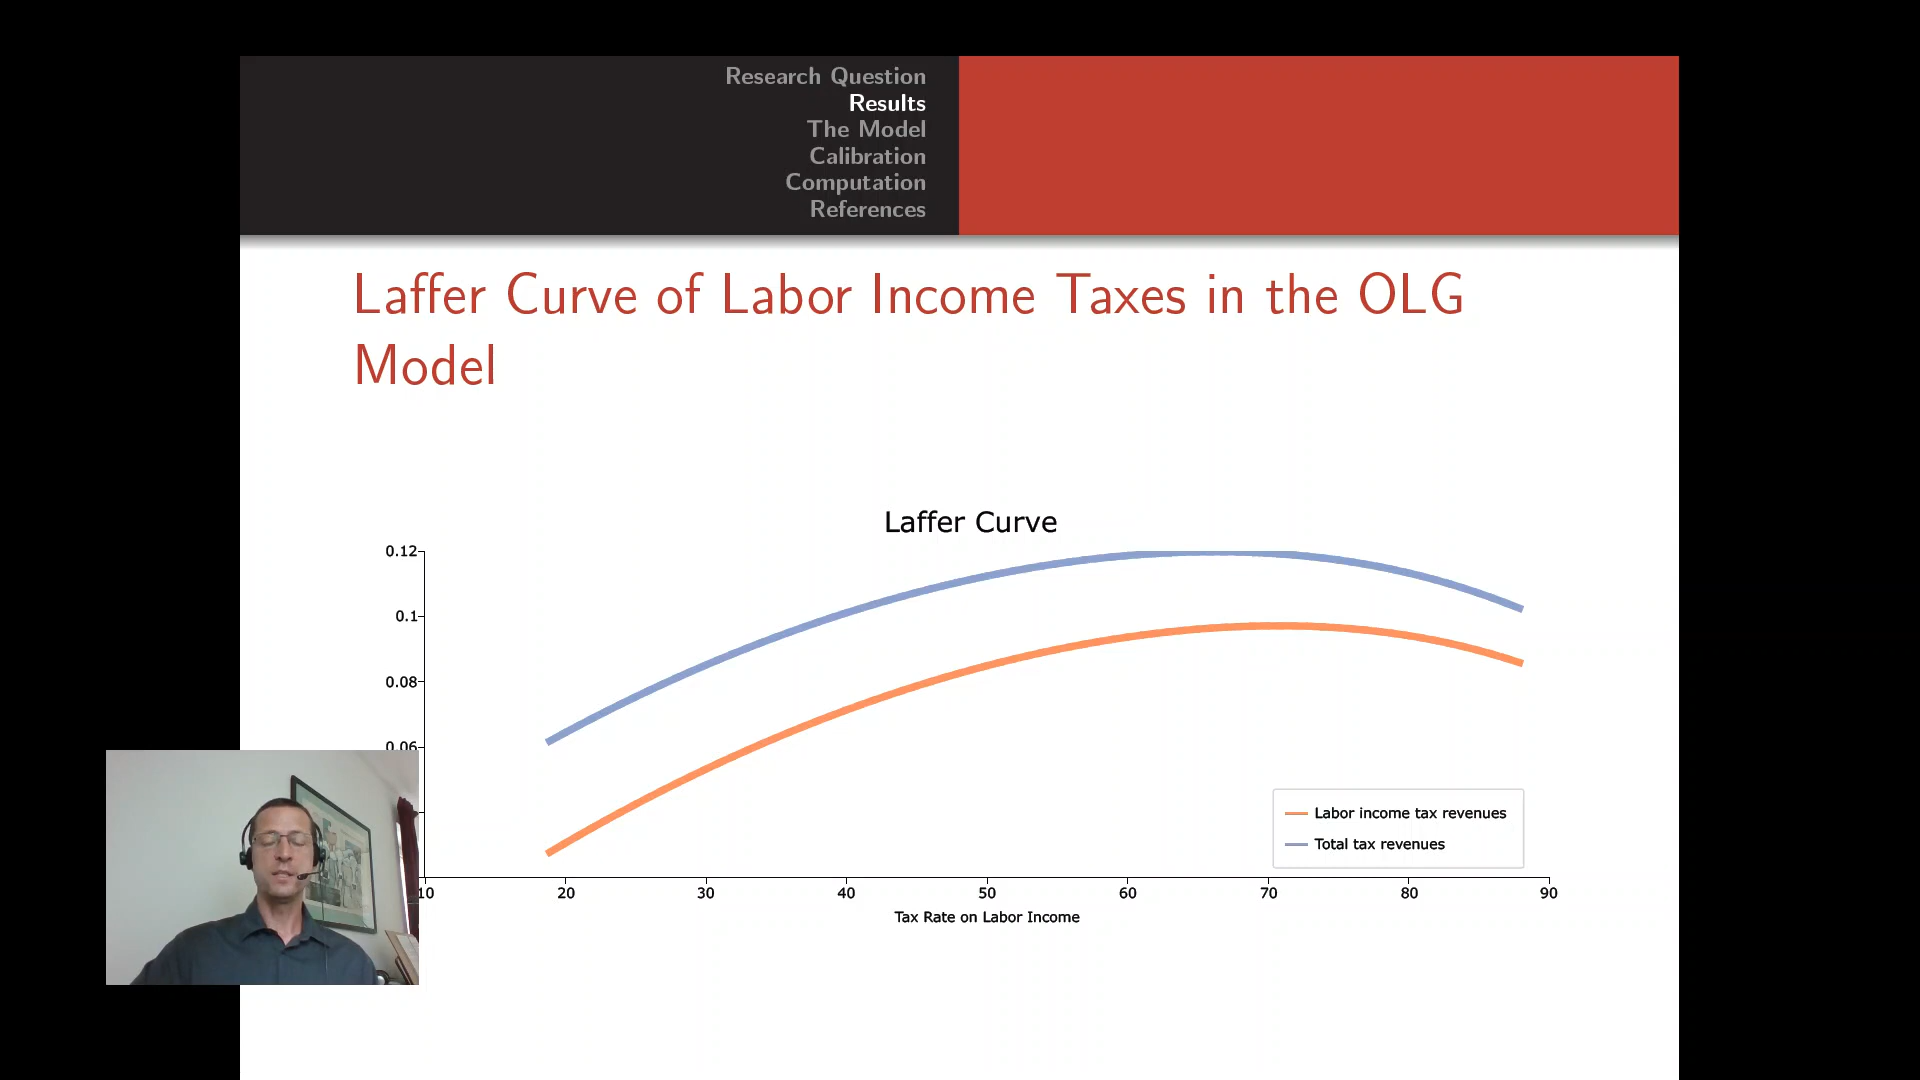 Research Question
Results
The Model
Calibration
Computation
References
Laffer Curve of Labor Income Taxes in the OLG
Model
Laffer Curve
0.12
0.1
0.08
0.06
Labor income tax revenues
Total tax revenues
10 20 30 40 50 60 70 80 90
Tax Rate on Labor Income